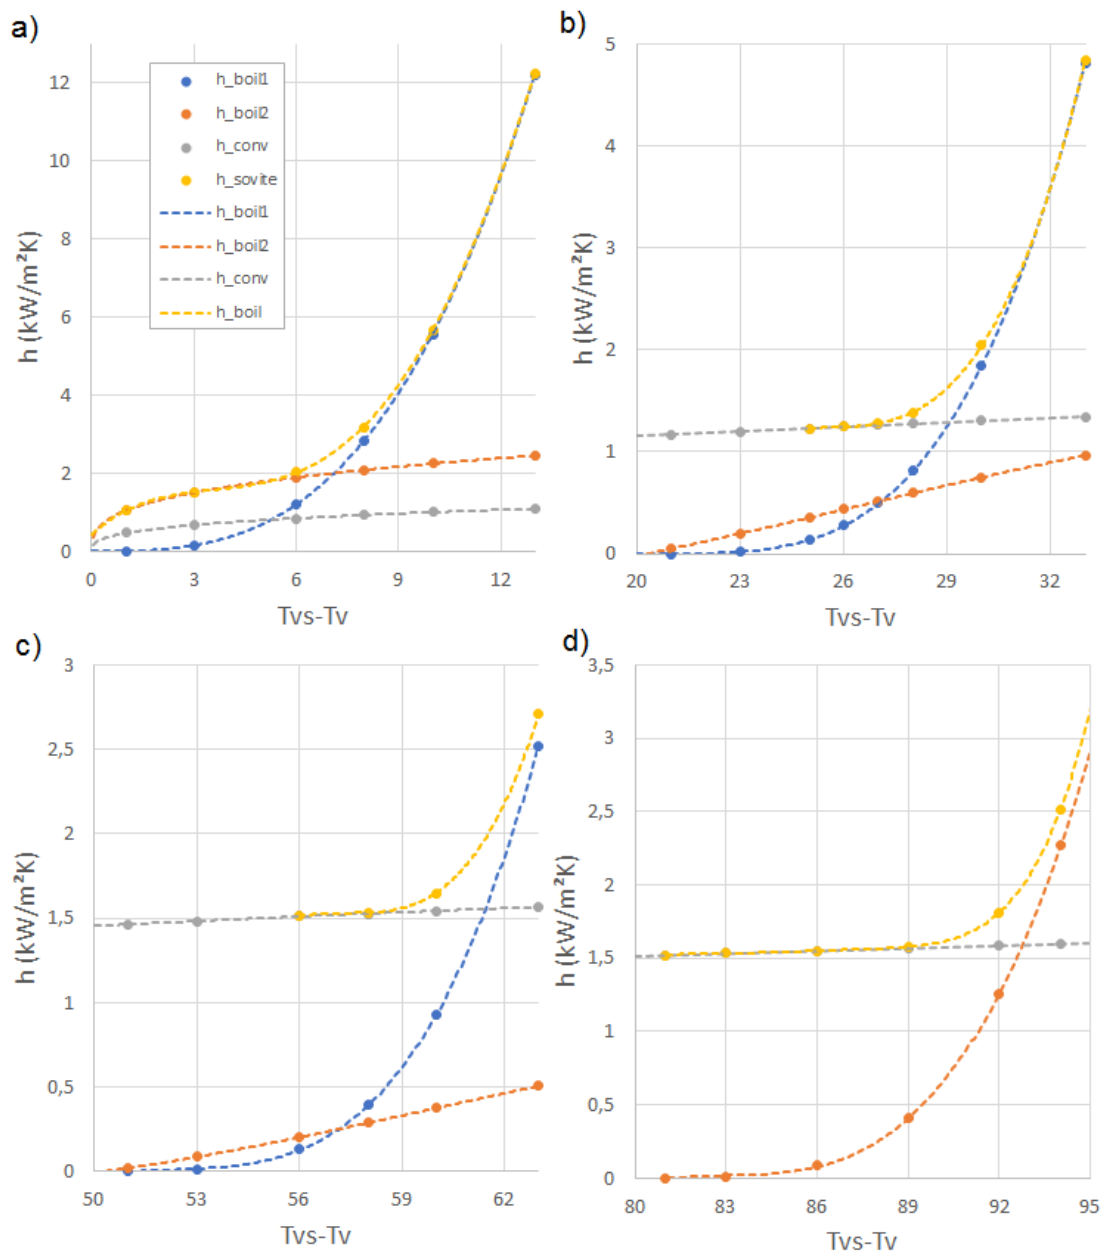 a)
12
10
8
6
4
2
0
0 3 6 9 12
h (kW/m²K)
Tvs-Tv
h_boil1
h_boil2
h_conv
h_sovite
h_boil1
h_boil2
h_conv
h_boil
b)
5
4
3
2
1
0
20 23 26 29 32
h (kW/m²K)
Tvs-Tv
c)
3
2,5
2
1,5
1
0,5
0
50 53 56 59 62
h (kW/m²K)
Tvs-Tv
d)
3,5
3
2,5
2
1,5
1
0,5
0
80 83 86 89 92 95
h (kW/m²K)
Tvs-Tv